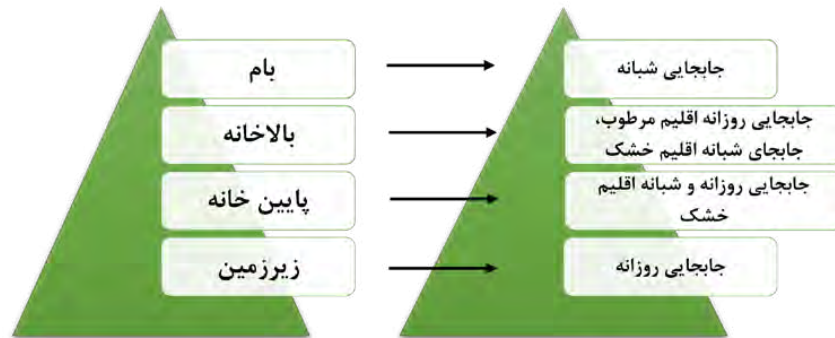 بام
جابجایی شبانه
بالاخانه
جابجایی روزانه اقلیم مرطوب،
جابجای شبانه اقلیم خشک
پایین خانه
جابجایی روزانه و شبانه اقلیم
خشک
زیرزمین
جابجایی روزانه